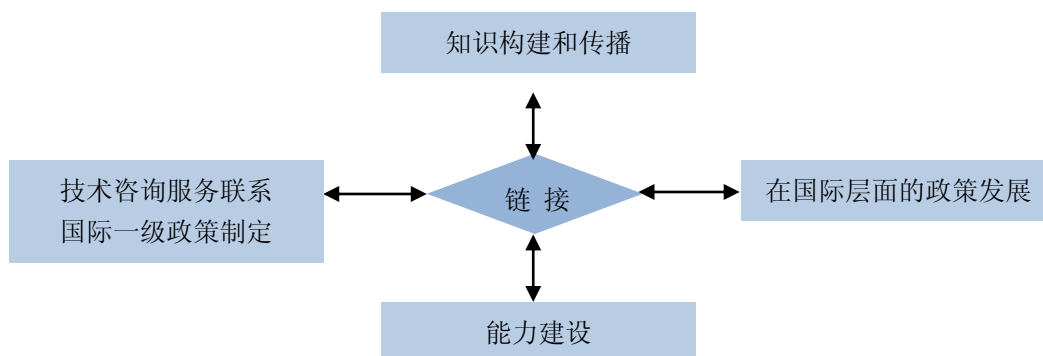 知识构建和传播
技术咨询服务联系
国际一级政策制定
链 接
在国际层面的政策发展
能力建设